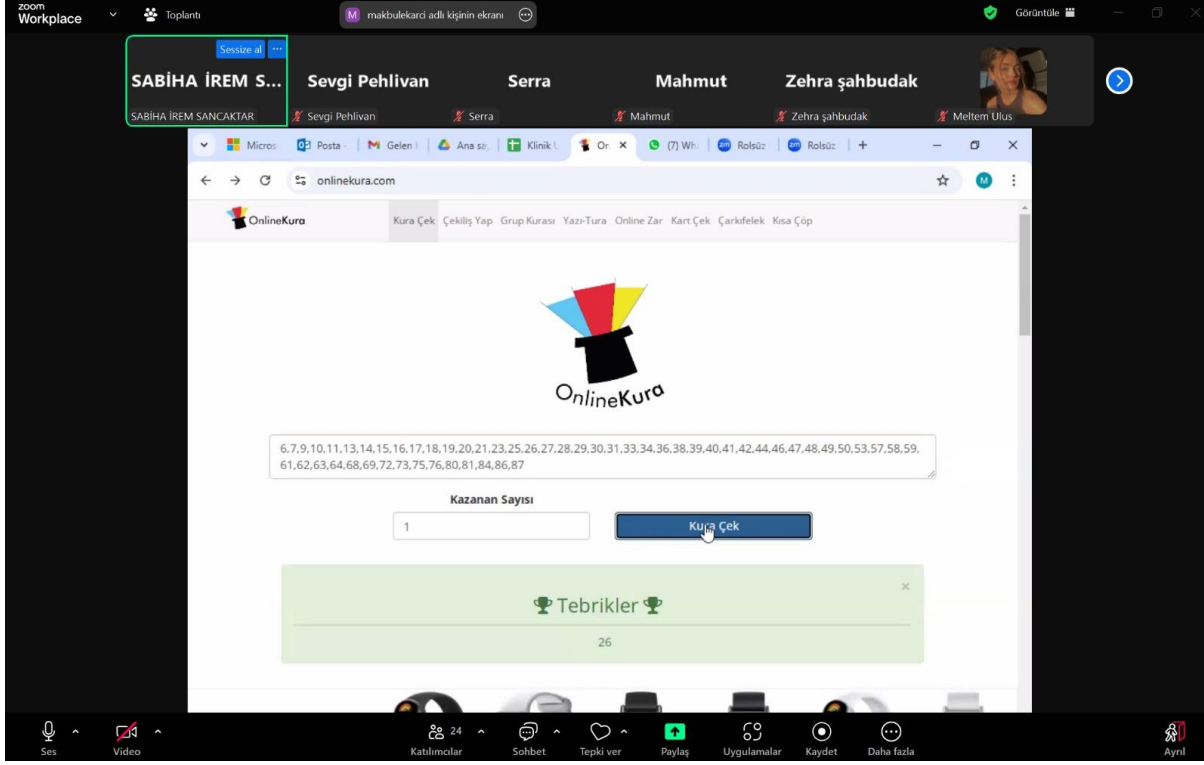 zoom
Workplace
Toplantı
M makbulekarci adlı kişinin ekranı
Görüntüle
Sessize al
SABİHA İREM S... Sevgi Pehlivan Serra Mahmut Zehra şahbudak
SABİHA İREM SANCAKTAR Sevgi Pehlivan Serra Mahmut Zehra şahbudak Meltem Ulus
Micros Posta - Gelen Ana sa Klinik On (7) Wh Rolsüz Rolsüz
onlinekura.com M
OnlineKura Kura Çek Çekiliş Yap Grup Kurası Yazı-Tura Online Zar Kart Çek Çarkıfelek Kısa Çöp
OnlineKura
6,7,9,10,11,13,14,15,16,17,18,19,20,21,23,25,26,27,28,29,30,31,33,34,36,38,39,40,41,42,44,46,47,48,49,50,53,57,58,59,
61,62,63,64,68,69,72,73,75,76,80,81,84,86,87
Kazanan Sayısı
1 Kura Çek
Tebrikler
26
Ses Video Katılımcılar 24 Sohbet Tepki ver Paylaş Uygulamalar Kaydet Daha fazla Ayrıl